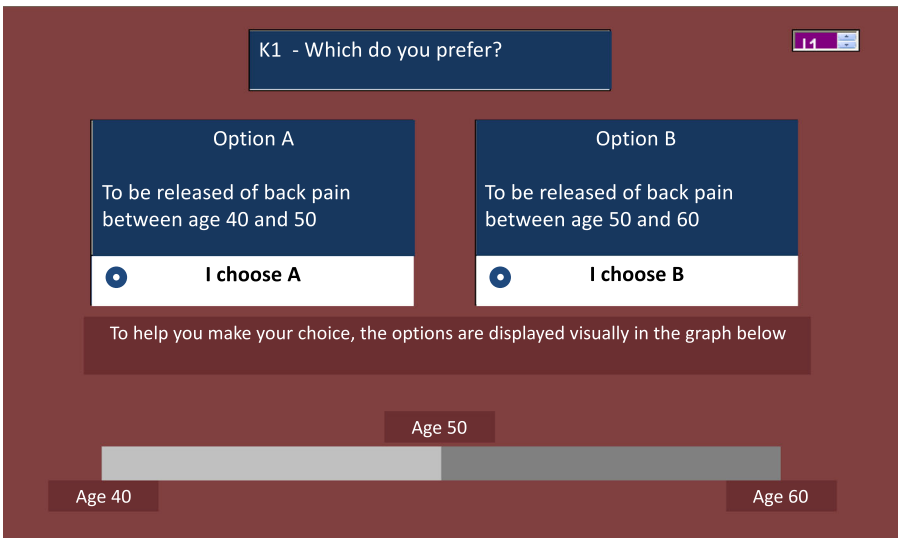 K1 - Which do you prefer?
Option A
To be released of back pain
between age 40 and 50
I choose A
Option B
To be released of back pain
between age 50 and 60
I choose B
To help you make your choice, the options are displayed visually in the graph below
Age 50
Age 40
Age 60